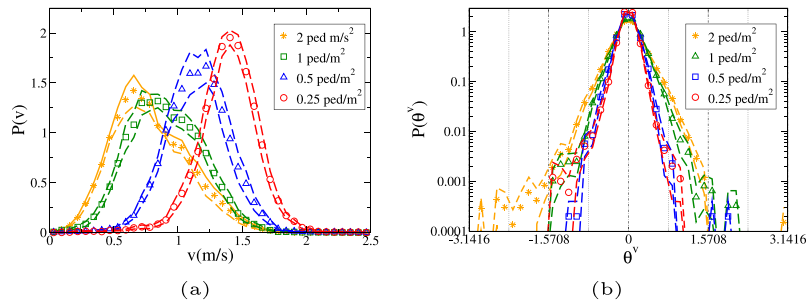 2 ped m/s²
1 ped/m²
0.5 ped/m²
0.25 ped/m²
P(v)
2
1.5
1
0.5
0
0
0.5
1
1.5
2
2.5
v(m/s)
(a)
2 ped/m²
1 ped/m²
0.5 ped/m²
0.25 ped/m²
P(θᵛ)
1
0.1
0.01
0.001
0.0001
-3.1416
-1.5708
0
1.5708
3.1416
θᵛ
(b)